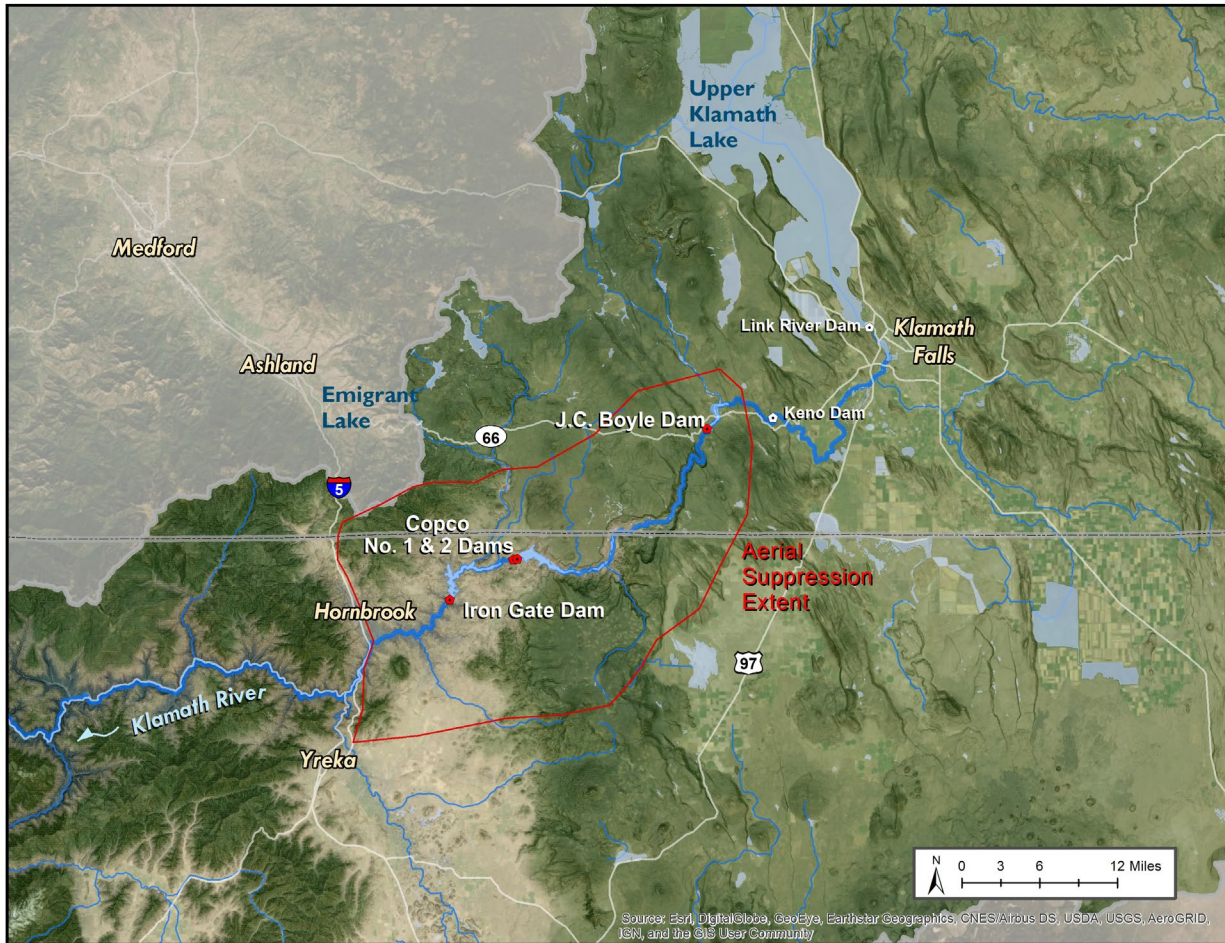 Upper
Klamath
Lake
Medford
Link River Dam
Klamath
Falls
Ashland
Emigrant
Lake
J.C. Boyle Dam
Keno Dam
66
5
Copco
No. 1 & 2 Dams
Aerial
Suppression
Extent
Hornbrook
Iron Gate Dam
97
Klamath River
Yreka
N
0 3 6 12 Miles
Source: Esri, DigitalGlobe, GeoEye, Earthstar Geographics, CNES/Airbus DS, USDA, USGS, AeroGRID,
IGN, and the GIS User Community